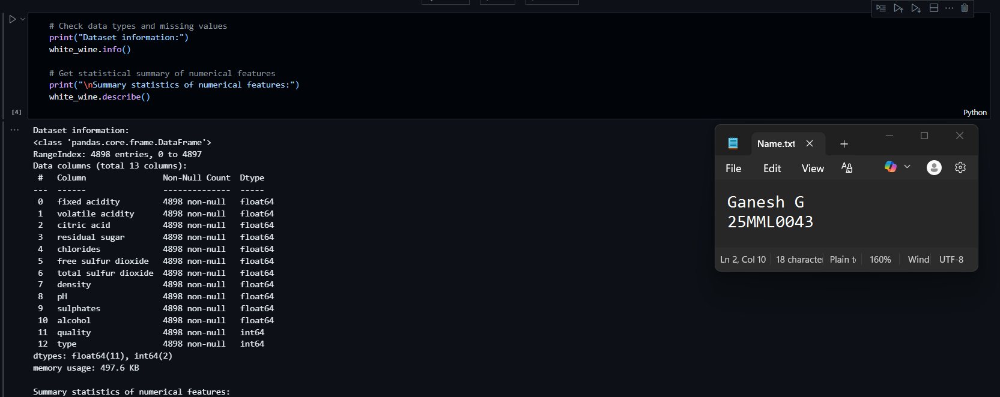 # Check data types and missing values
print("Dataset information:")
white_wine.info()
# Get statistical summary of numerical features
print("\nSummary statistics of numerical features:")
white_wine.describe()
[4]
Python
Dataset information:
<class 'pandas.core.frame.DataFrame'>
RangeIndex: 4898 entries, 0 to 4897
Data columns (total 13 columns):
 #   Column                Non-Null Count  Dtype
---  ------                --------------  -----
 0   fixed acidity         4898 non-null   float64
 1   volatile acidity      4898 non-null   float64
 2   citric acid           4898 non-null   float64
 3   residual sugar        4898 non-null   float64
 4   chlorides             4898 non-null   float64
 5   free sulfur dioxide   4898 non-null   float64
 6   total sulfur dioxide  4898 non-null   float64
 7   density               4898 non-null   float64
 8   pH                    4898 non-null   float64
 9   sulphates             4898 non-null   float64
 10  alcohol               4898 non-null   float64
 11  quality               4898 non-null   int64
 12  type                  4898 non-null   int64
dtypes: float64(11), int64(2)
memory usage: 497.6 KB
Summary statistics of numerical features:
Name.txt
File Edit View
Ganesh G
25MML0043
Ln 2, Col 10 18 character Plain t 160% Wind UTF-8